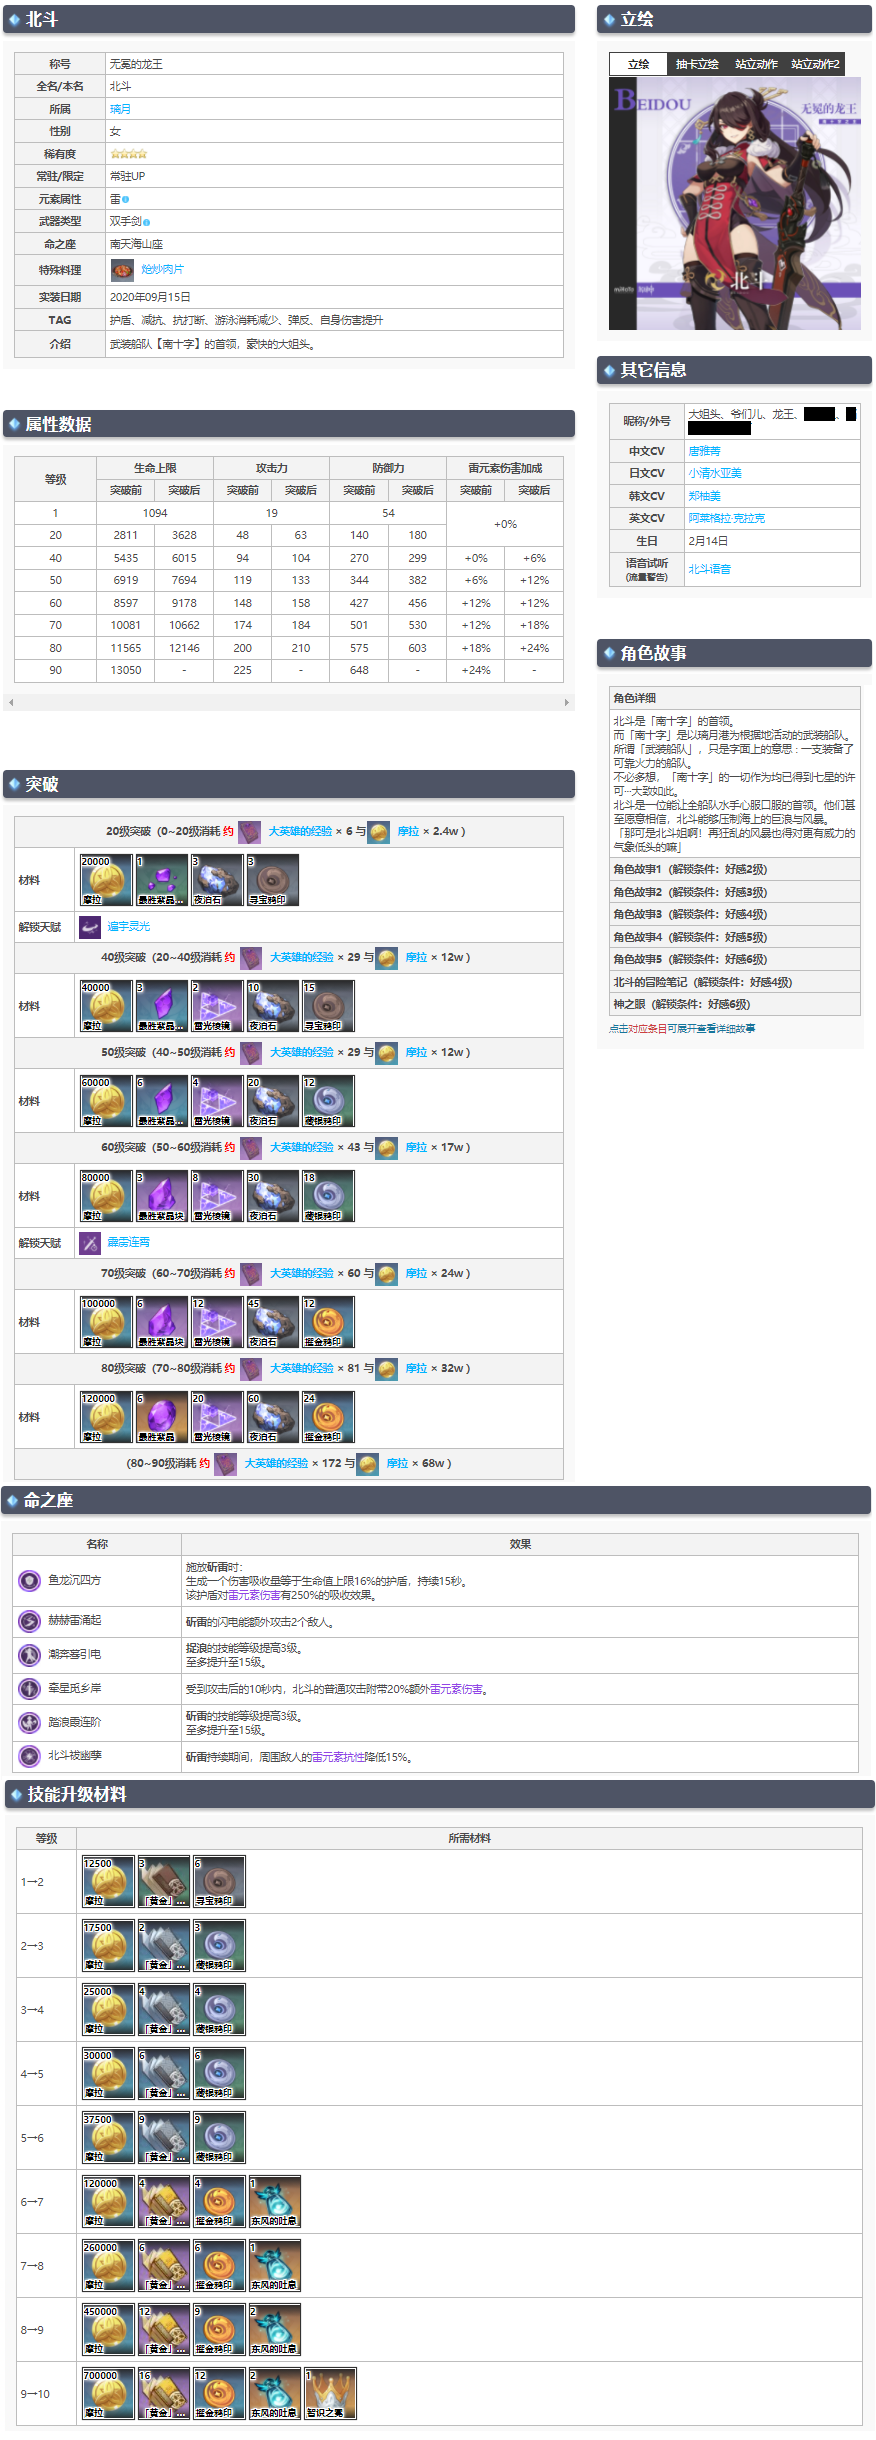 北斗
称号 无冕的龙王
全名/本名 北斗
所属 璃月
性别 女
稀有度
常驻/限定 常驻UP
元素属性 雷
武器类型 双手剑
命之座 南天海山座
特殊料理 炝炒肉片
实装日期 2020年09月15日
TAG 护盾、减抗、抗打断、游泳消耗减少、弹反、自身伤害提升
介绍 武装船队【南十字】的首领，豪快的大姐头。
立绘
立绘 抽卡立绘 站立动作 站立动作2
BEIDOU
无冕的龙王
北斗
miHoYo 原神
其它信息
昵称/外号 大姐头、爷们儿、龙王、
中文CV 唐雅菁
日文CV 小清水亚美
韩文CV 郑柚美
英文CV 阿莱格拉·克拉克
生日 2月14日
语音试听
(流量警告) 北斗语音
属性数据
等级 生命上限 攻击力 防御力 雷元素伤害加成
突破前 突破后 突破前 突破后 突破前 突破后 突破前 突破后
1 1094 19 54 +0%
20 2811 3628 48 63 140 180
40 5435 6015 94 104 270 299 +0% +6%
50 6919 7694 119 133 344 382 +6% +12%
60 8597 9178 148 158 427 456 +12% +12%
70 10081 10662 174 184 501 530 +12% +18%
80 11565 12146 200 210 575 603 +18% +24%
90 13050 - 225 - 648 - +24% -
角色故事
角色详细
北斗是「南十字」的首领。
而「南十字」是以璃月港为根据地活动的武装船队。
所谓「武装船队」，只是字面上的意思：一支装备了
可靠火力的船队。
不必多想，「南十字」的一切作为均已得到七星的许
可…大致如此。
北斗是一位能让全船队水手心服口服的首领。他们甚
至愿意相信，北斗能够压制海上的巨浪与风暴。
「那可是北斗姐啊！再狂乱的风暴也得对更有威力的
气象低头的嘛」
角色故事1（解锁条件：好感2级）
角色故事2（解锁条件：好感3级）
角色故事3（解锁条件：好感4级）
角色故事4（解锁条件：好感5级）
角色故事5（解锁条件：好感6级）
北斗的冒险笔记（解锁条件：好感4级）
神之眼（解锁条件：好感6级）
点击对应条目可展开查看详细故事
突破
20级突破（0~20级消耗 约 大英雄的经验 × 6 与 摩拉 × 2.4w ）
材料 20000 摩拉 1 最胜紫晶... 3 夜泊石 3 寻宝鸦印
解锁天赋 遍宇灵光
40级突破（20~40级消耗 约 大英雄的经验 × 29 与 摩拉 × 12w ）
材料 40000 摩拉 3 最胜紫晶... 2 雷光棱镜 10 夜泊石 15 寻宝鸦印
50级突破（40~50级消耗 约 大英雄的经验 × 29 与 摩拉 × 12w ）
材料 60000 摩拉 6 最胜紫晶... 4 雷光棱镜 20 夜泊石 12 藏银鸦印
60级突破（50~60级消耗 约 大英雄的经验 × 43 与 摩拉 × 17w ）
材料 80000 摩拉 3 最胜紫晶块 8 雷光棱镜 30 夜泊石 18 藏银鸦印
解锁天赋 霹雳连霄
70级突破（60~70级消耗 约 大英雄的经验 × 60 与 摩拉 × 24w ）
材料 100000 摩拉 6 最胜紫晶块 12 雷光棱镜 45 夜泊石 12 攫金鸦印
80级突破（70~80级消耗 约 大英雄的经验 × 81 与 摩拉 × 32w ）
材料 120000 摩拉 6 最胜紫晶 20 雷光棱镜 60 夜泊石 24 攫金鸦印
(80~90级消耗 约 大英雄的经验 × 172 与 摩拉 × 68w ）
命之座
名称 效果
鱼龙沉四方 施放斫雷时：
生成一个伤害吸收量等于生命值上限16%的护盾，持续15秒。
该护盾对雷元素伤害有250%的吸收效果。
赫赫雷涌起 斫雷的闪电能额外攻击2个敌人。
潮奔骞引电 捉浪的技能等级提高3级。
至多提升至15级。
牵星觅乡岸 受到攻击后的10秒内，北斗的普通攻击附带20%额外雷元素伤害。
踏浪霞连阶 斫雷的技能等级提高3级。
至多提升至15级。
北斗祓幽孽 斫雷持续期间，周围敌人的雷元素抗性降低15%。
技能升级材料
等级 所需材料
1→2 12500 摩拉 3 「黄金」... 6 寻宝鸦印
2→3 17500 摩拉 2 「黄金」... 3 藏银鸦印
3→4 25000 摩拉 4 「黄金」... 4 藏银鸦印
4→5 30000 摩拉 6 「黄金」... 6 藏银鸦印
5→6 37500 摩拉 9 「黄金」... 9 藏银鸦印
6→7 120000 摩拉 4 「黄金」... 4 攫金鸦印 1 东风的吐息
7→8 260000 摩拉 6 「黄金」... 6 攫金鸦印 1 东风的吐息
8→9 450000 摩拉 12 「黄金」... 9 攫金鸦印 2 东风的吐息
9→10 700000 摩拉 16 「黄金」... 12 攫金鸦印 2 东风的吐息 1 智识之冕